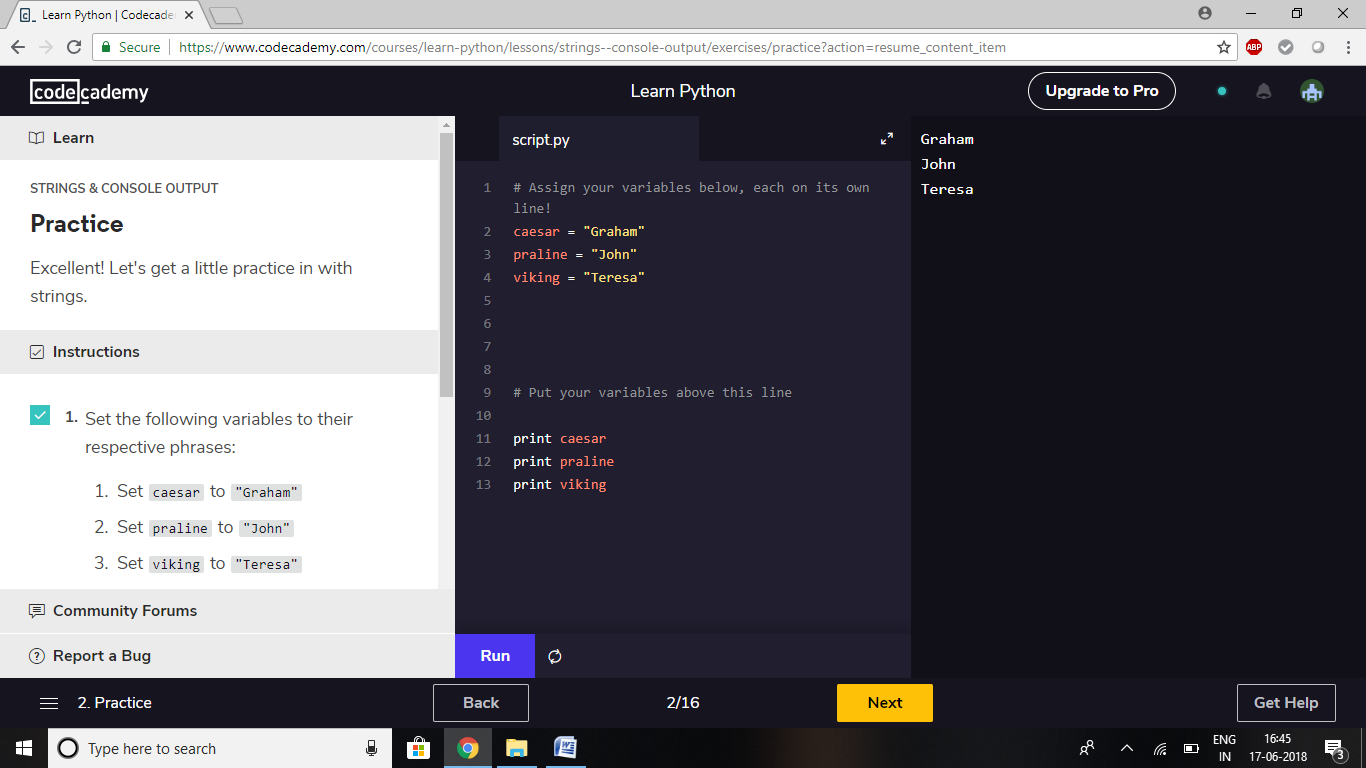 Learn Python | Codecade
Secure
https://www.codecademy.com/courses/learn-python/lessons/strings--console-output/exercises/practice?action=resume_content_item
ABP
codecademy
Learn Python
Upgrade to Pro
Learn
STRINGS & CONSOLE OUTPUT
Practice
Excellent! Let's get a little practice in with
strings.
Instructions
1. Set the following variables to their
respective phrases:
1. Set caesar to "Graham"
2. Set praline to "John"
3. Set viking to "Teresa"
Community Forums
Report a Bug
script.py
1 # Assign your variables below, each on its own
line!
2 caesar = "Graham"
3 praline = "John"
4 viking = "Teresa"
5
6
7
8
9 # Put your variables above this line
10
11 print caesar
12 print praline
13 print viking
Run
Graham
John
Teresa
2. Practice
Back
2/16
Next
Get Help
Type here to search
ENG
IN
16:45
17-06-2018
3